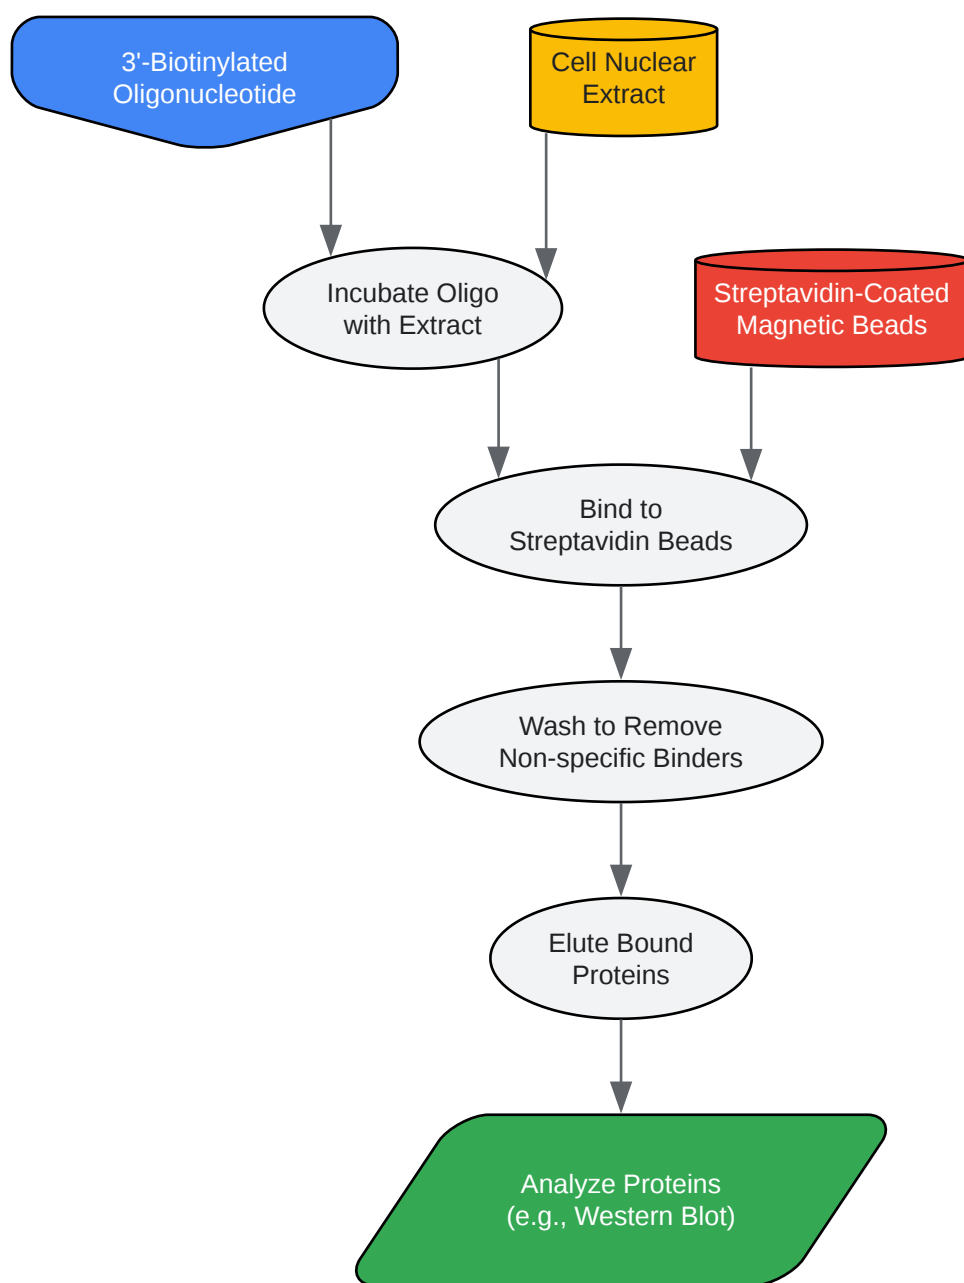 3'-Biotinylated
Oligonucleotide
Cell Nuclear
Extract
Incubate Oligo
with Extract
Streptavidin-Coated
Magnetic Beads
Bind to
Streptavidin Beads
Wash to Remove
Non-specific Binders
Elute Bound
Proteins
Analyze Proteins
(e.g., Western Blot)